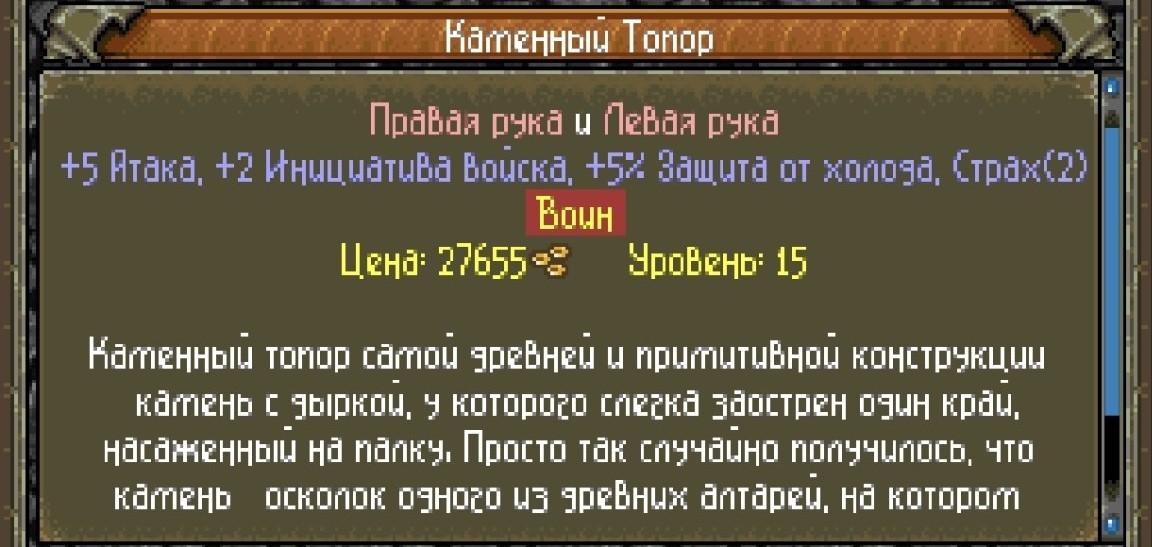 Каменный Топор
Правая рука и Левая рука
+5 Атака, +2 Инициатива войска, +5% Защита от холода, Страх(2)
Воин
Цена: 27655 Уровень: 15
Каменный топор самой древней и примитивной конструкции
камень с дыркой, у которого слегка заострен один край,
насаженный на палку. Просто так случайно получилось, что
камень осколок одного из древних алтарей, на котором